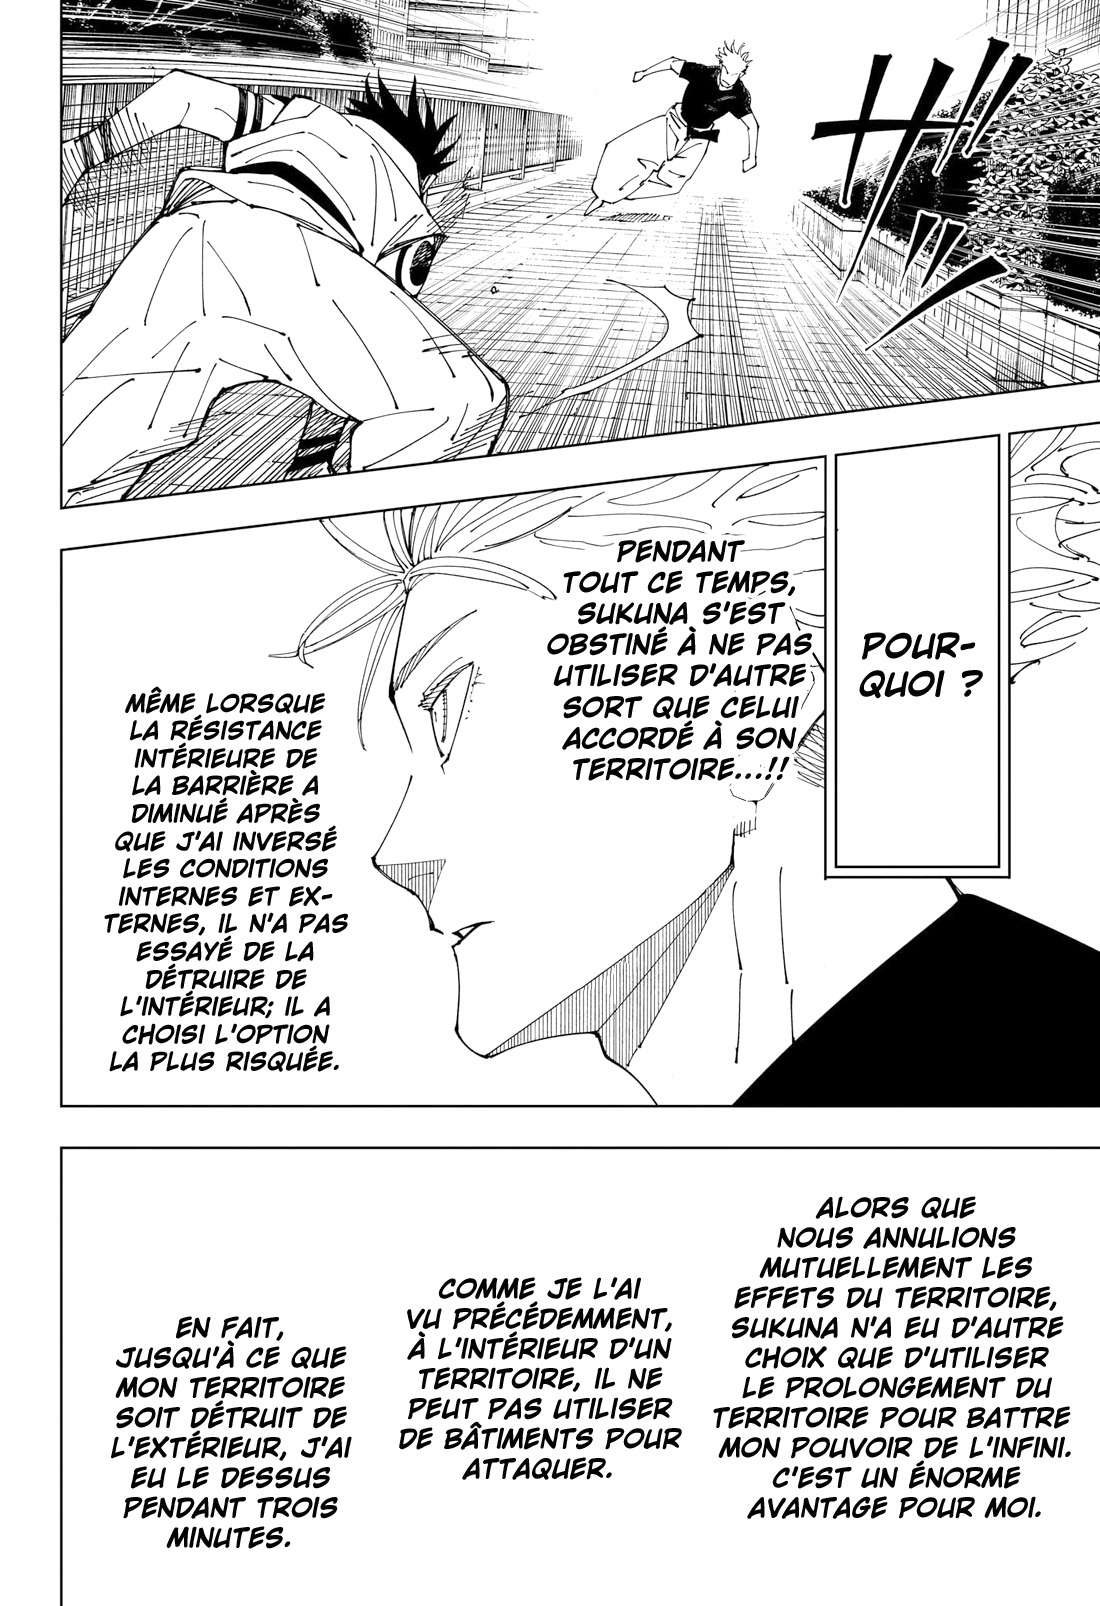 ザザザッ
POUR-
QUOI ?
PENDANT
TOUT CE TEMPS,
SUKUNA S'EST
OBSTINÉ À NE PAS
UTILISER D'AUTRE
SORT QUE CELUI
ACCORDÉ À SON
TERRITOIRE...!!
MÊME LORSQUE
LA RÉSISTANCE
INTÉRIEURE DE
LA BARRIÈRE A
DIMINUÉ APRÈS
QUE J'AI INVERSÉ
LES CONDITIONS
INTERNES ET EX-
TERNES, IL N'A PAS
ESSAYÉ DE LA
DÉTRUIRE DE
L'INTÉRIEUR; IL A
CHOISI L'OPTION
LA PLUS RISQUÉE.
ALORS QUE
NOUS ANNULIONS
MUTUELLEMENT LES
EFFETS DU TERRITOIRE,
SUKUNA N'A EU D'AUTRE
CHOIX QUE D'UTILISER
LE PROLONGEMENT DU
TERRITOIRE POUR BATTRE
MON POUVOIR DE L'INFINI.
C'EST UN ÉNORME
AVANTAGE POUR MOI.
COMME JE L'AI
VU PRÉCÉDEMMENT,
À L'INTÉRIEUR D'UN
TERRITOIRE, IL NE
PEUT PAS UTILISER
DE BÂTIMENTS POUR
ATTAQUER.
EN FAIT,
JUSQU'À CE QUE
MON TERRITOIRE
SOIT DÉTRUIT DE
L'EXTÉRIEUR, J'AI
EU LE DESSUS
PENDANT TROIS
MINUTES.